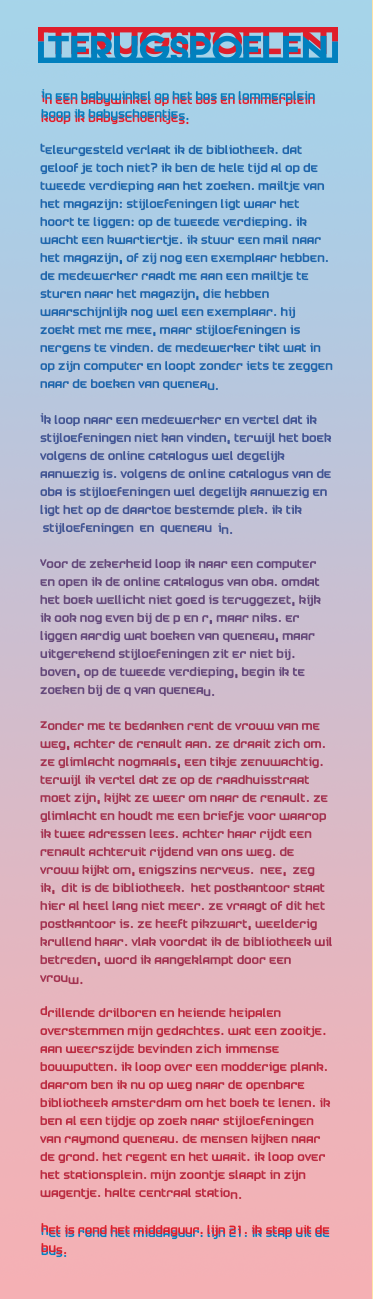 TERUGSPOELEN
in een babywinkel op het bos en lommerplein
koop ik babyschoentjes.
teleurgesteld verlaat ik de bibliotheek. dat
geloof je toch niet? ik ben de hele tijd al op de
tweede verdieping aan het zoeken. mailtje van
het magazijn: stijloefeningen ligt waar het
hoort te liggen: op de tweede verdieping. ik
wacht een kwartiertje. ik stuur een mail naar
het magazijn, of zij nog een exemplaar hebben.
de medewerker raadt me aan een mailtje te
sturen naar het magazijn, die hebben
waarschijnlijk nog wel een exemplaar. hij
zoekt met me mee, maar stijloefeningen is
nergens te vinden. de medewerker tikt wat in
op zijn computer en loopt zonder iets te zeggen
naar de boeken van queneau.
ik loop naar een medewerker en vertel dat ik
stijloefeningen niet kan vinden, terwijl het boek
volgens de online catalogus wel degelijk
aanwezig is. volgens de online catalogus van de
oba is stijloefeningen wel degelijk aanwezig en
ligt het op de daartoe bestemde plek. ik tik
stijloefeningen en queneau in.
voor de zekerheid loop ik naar een computer
en open ik de online catalogus van oba. omdat
het boek wellicht niet goed is teruggezet, kijk
ik ook nog even bij de p en r, maar niks. er
liggen aardig wat boeken van queneau, maar
uitgerekend stijloefeningen zit er niet bij.
boven, op de tweede verdieping, begin ik te
zoeken bij de q van queneau.
zonder me te bedanken rent de vrouw van me
weg, achter de renault aan. ze draait zich om.
ze glimlacht nogmaals, een tikje zenuwachtig.
terwijl ik vertel dat ze op de raadhuisstraat
moet zijn, kijkt ze weer om naar de renault. ze
glimlacht en houdt me een briefje voor waarop
ik twee adressen lees. achter haar rijdt een
renault achteruit rijdend van ons weg. de
vrouw kijkt om, enigszins nerveus. nee, zeg
ik, dit is de bibliotheek. het postkantoor staat
hier al heel lang niet meer. ze vraagt of dit het
postkantoor is. ze heeft pikzwart, weelderig
krullend haar. vlak voordat ik de bibliotheek wil
betreden, word ik aangeklampt door een
vrouw.
drillende drilboren en heiende heipalen
overstemmen mijn gedachtes. wat een zooitje.
aan weerszijde bevinden zich immense
bouwputten. ik loop over een modderige plank.
daarom ben ik nu op weg naar de openbare
bibliotheek amsterdam om het boek te lenen. ik
ben al een tijdje op zoek naar stijloefeningen
van raymond queneau. de mensen kijken naar
de grond. het regent en het waait. ik loop over
het stationsplein. mijn zoontje slaapt in zijn
wagentje. halte centraal station.
het is rond het middaguur. lijn 21. ik stap uit de
bus.